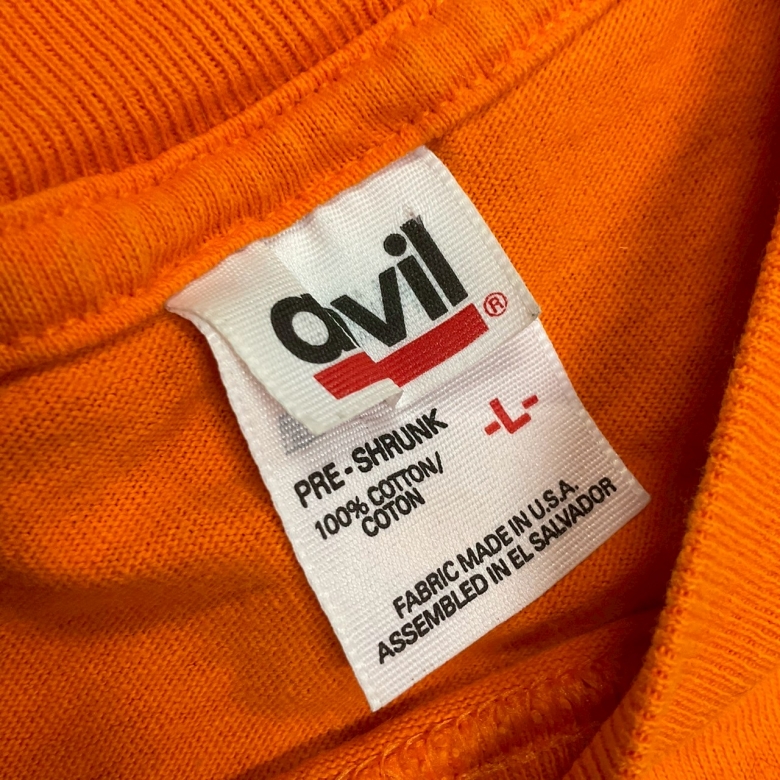 avil®
-L-
PRE-SHRUNK
100% COTTON/
COTON
FABRIC MADE IN U.S.A.
ASSEMBLED IN EL SALVADOR